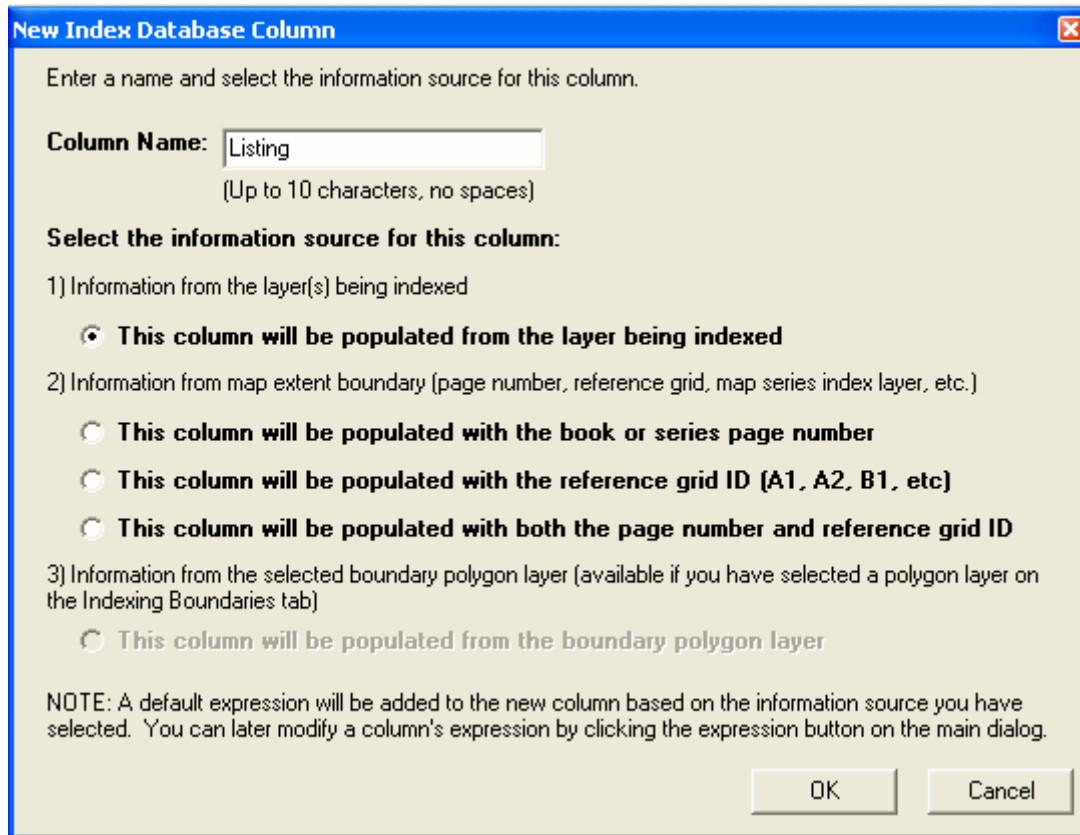 New Index Database Column
Enter a name and select the information source for this column.
Column Name: Listing
(Up to 10 characters, no spaces)
Select the information source for this column:
1) Information from the layer(s) being indexed
This column will be populated from the layer being indexed
2) Information from map extent boundary (page number, reference grid, map series index layer, etc.)
This column will be populated with the book or series page number
This column will be populated with the reference grid ID (A1, A2, B1, etc)
This column will be populated with both the page number and reference grid ID
3) Information from the selected boundary polygon layer (available if you have selected a polygon layer on
the Indexing Boundaries tab)
This column will be populated from the boundary polygon layer
NOTE: A default expression will be added to the new column based on the information source you have
selected. You can later modify a column's expression by clicking the expression button on the main dialog.
OK Cancel